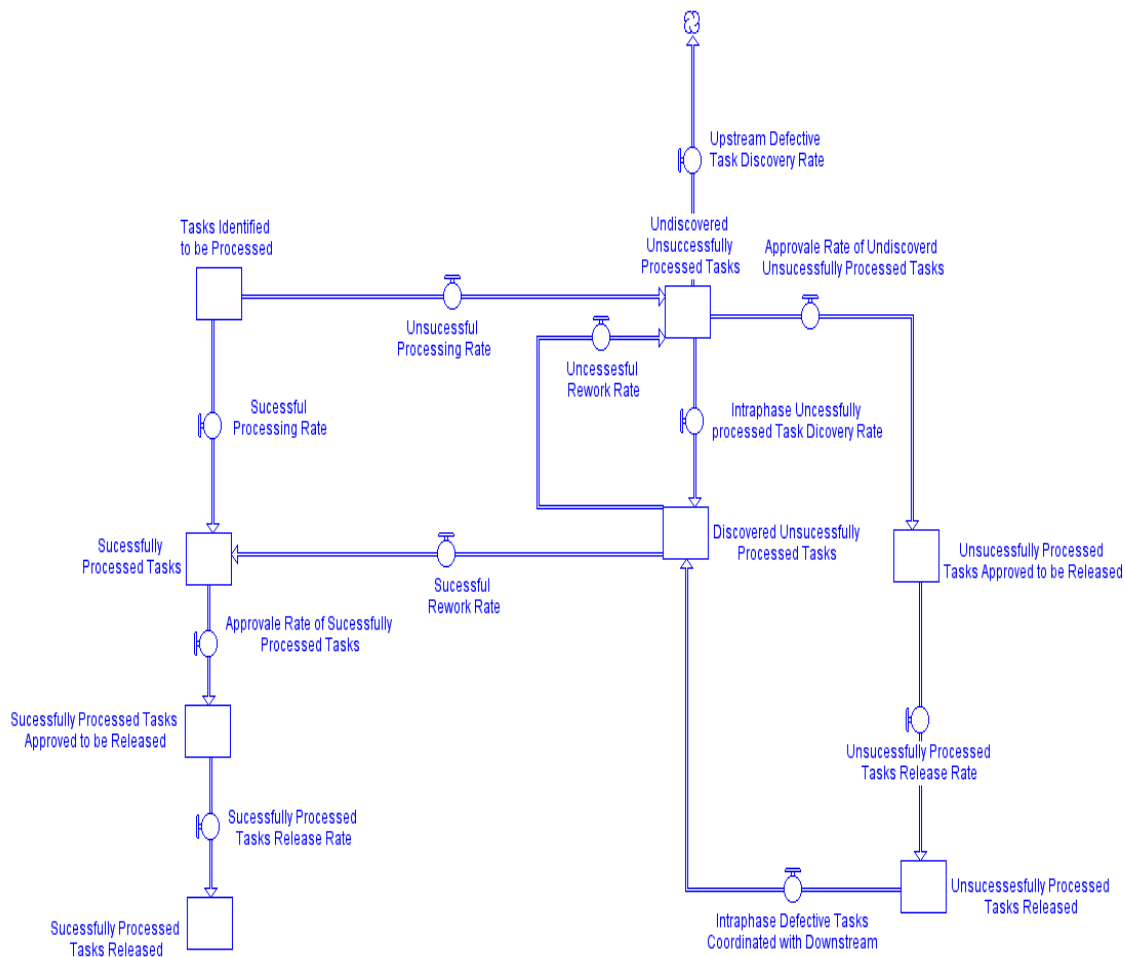 Upstream Defective
Task Discovery Rate
Tasks Identified
to be Processed
Undiscovered
Unsuccessfully
Processed Tasks
Approvale Rate of Undiscoverd
Unsucessfully Processed Tasks
Unsucessful
Processing Rate
Uncessesful
Rework Rate
Sucessful
Processing Rate
Intraphase Uncessfully
processed Task Dicovery Rate
Sucessfully
Processed Tasks
Discovered Unsucessfully
Processed Tasks
Unsucessfully Processed
Tasks Approved to be Released
Sucessful
Rework Rate
Approvale Rate of Sucessfully
Processed Tasks
Sucessfully Processed Tasks
Approved to be Released
Unsucessfully Processed
Tasks Release Rate
Sucessfully Processed
Tasks Release Rate
Unsucessesfully Processed
Tasks Released
Intraphase Defective Tasks
Coordinated with Downstream
Sucessfully Processed
Tasks Released